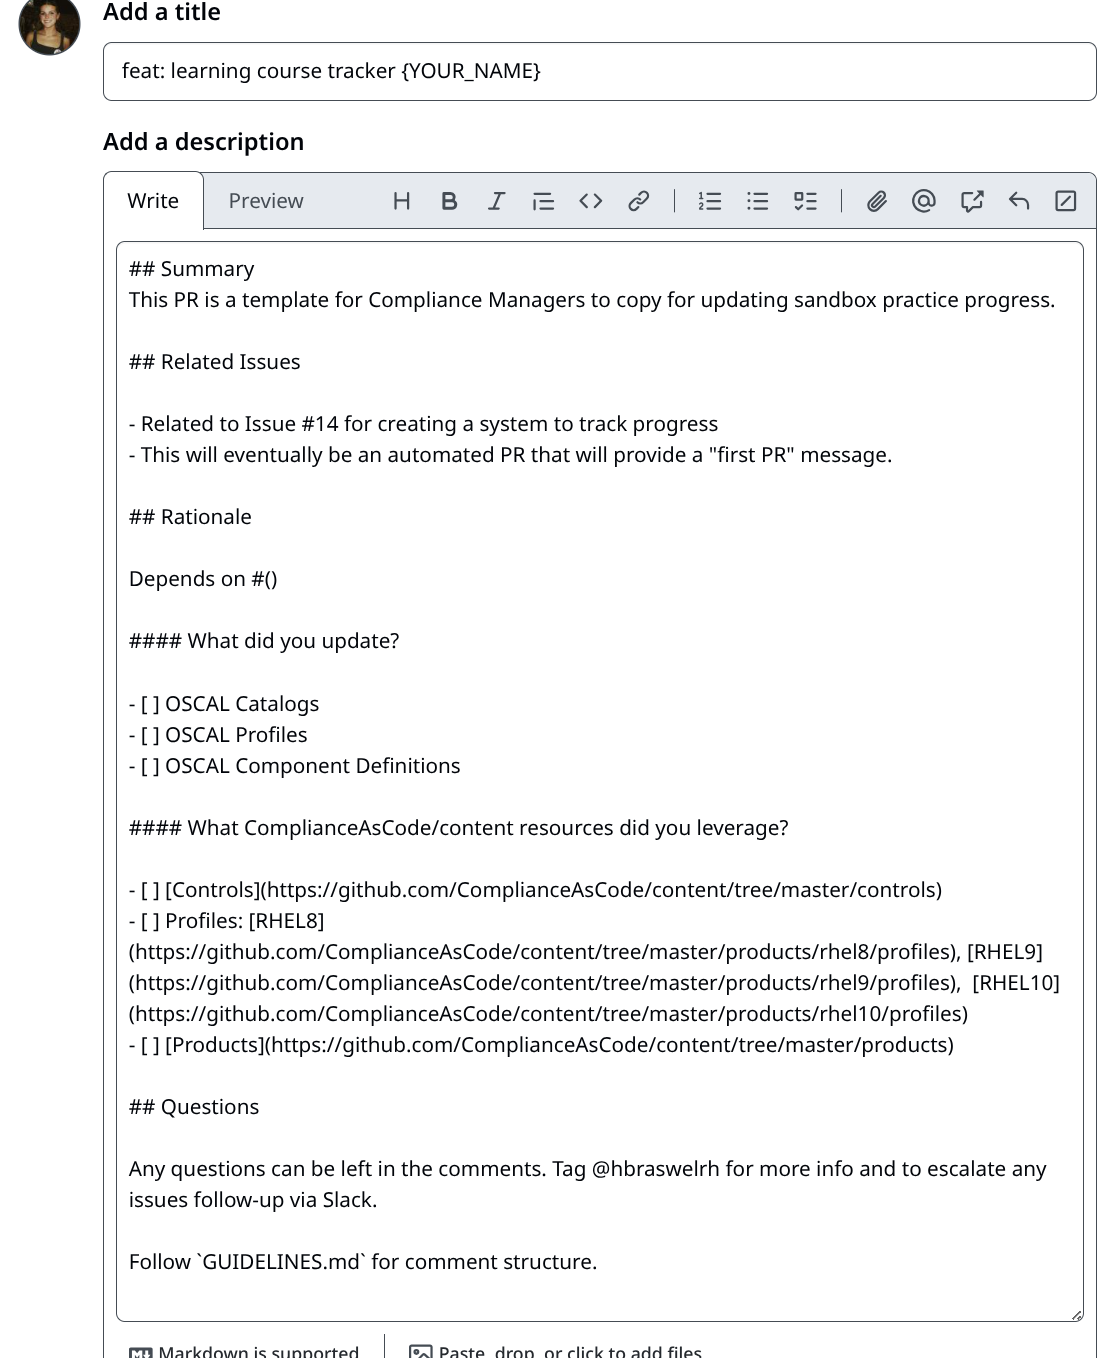 Add a title
feat: learning course tracker {YOUR_NAME}
Add a description
Write
Preview
## Summary
This PR is a template for Compliance Managers to copy for updating sandbox practice progress.
## Related Issues
- Related to Issue #14 for creating a system to track progress
- This will eventually be an automated PR that will provide a "first PR" message.
## Rationale
Depends on #()
#### What did you update?
- [ ] OSCAL Catalogs
- [ ] OSCAL Profiles
- [ ] OSCAL Component Definitions
#### What ComplianceAsCode/content resources did you leverage?
- [ ] [Controls](https://github.com/ComplianceAsCode/content/tree/master/controls)
- [ ] Profiles: [RHEL8]
(https://github.com/ComplianceAsCode/content/tree/master/products/rhel8/profiles), [RHEL9]
(https://github.com/ComplianceAsCode/content/tree/master/products/rhel9/profiles),  [RHEL10]
(https://github.com/ComplianceAsCode/content/tree/master/products/rhel10/profiles)
- [ ] [Products](https://github.com/ComplianceAsCode/content/tree/master/products)
## Questions
Any questions can be left in the comments. Tag @hbraswelrh for more info and to escalate any
issues follow-up via Slack.
Follow `GUIDELINES.md` for comment structure.
Markdown is supported
Paste, drop, or click to add files